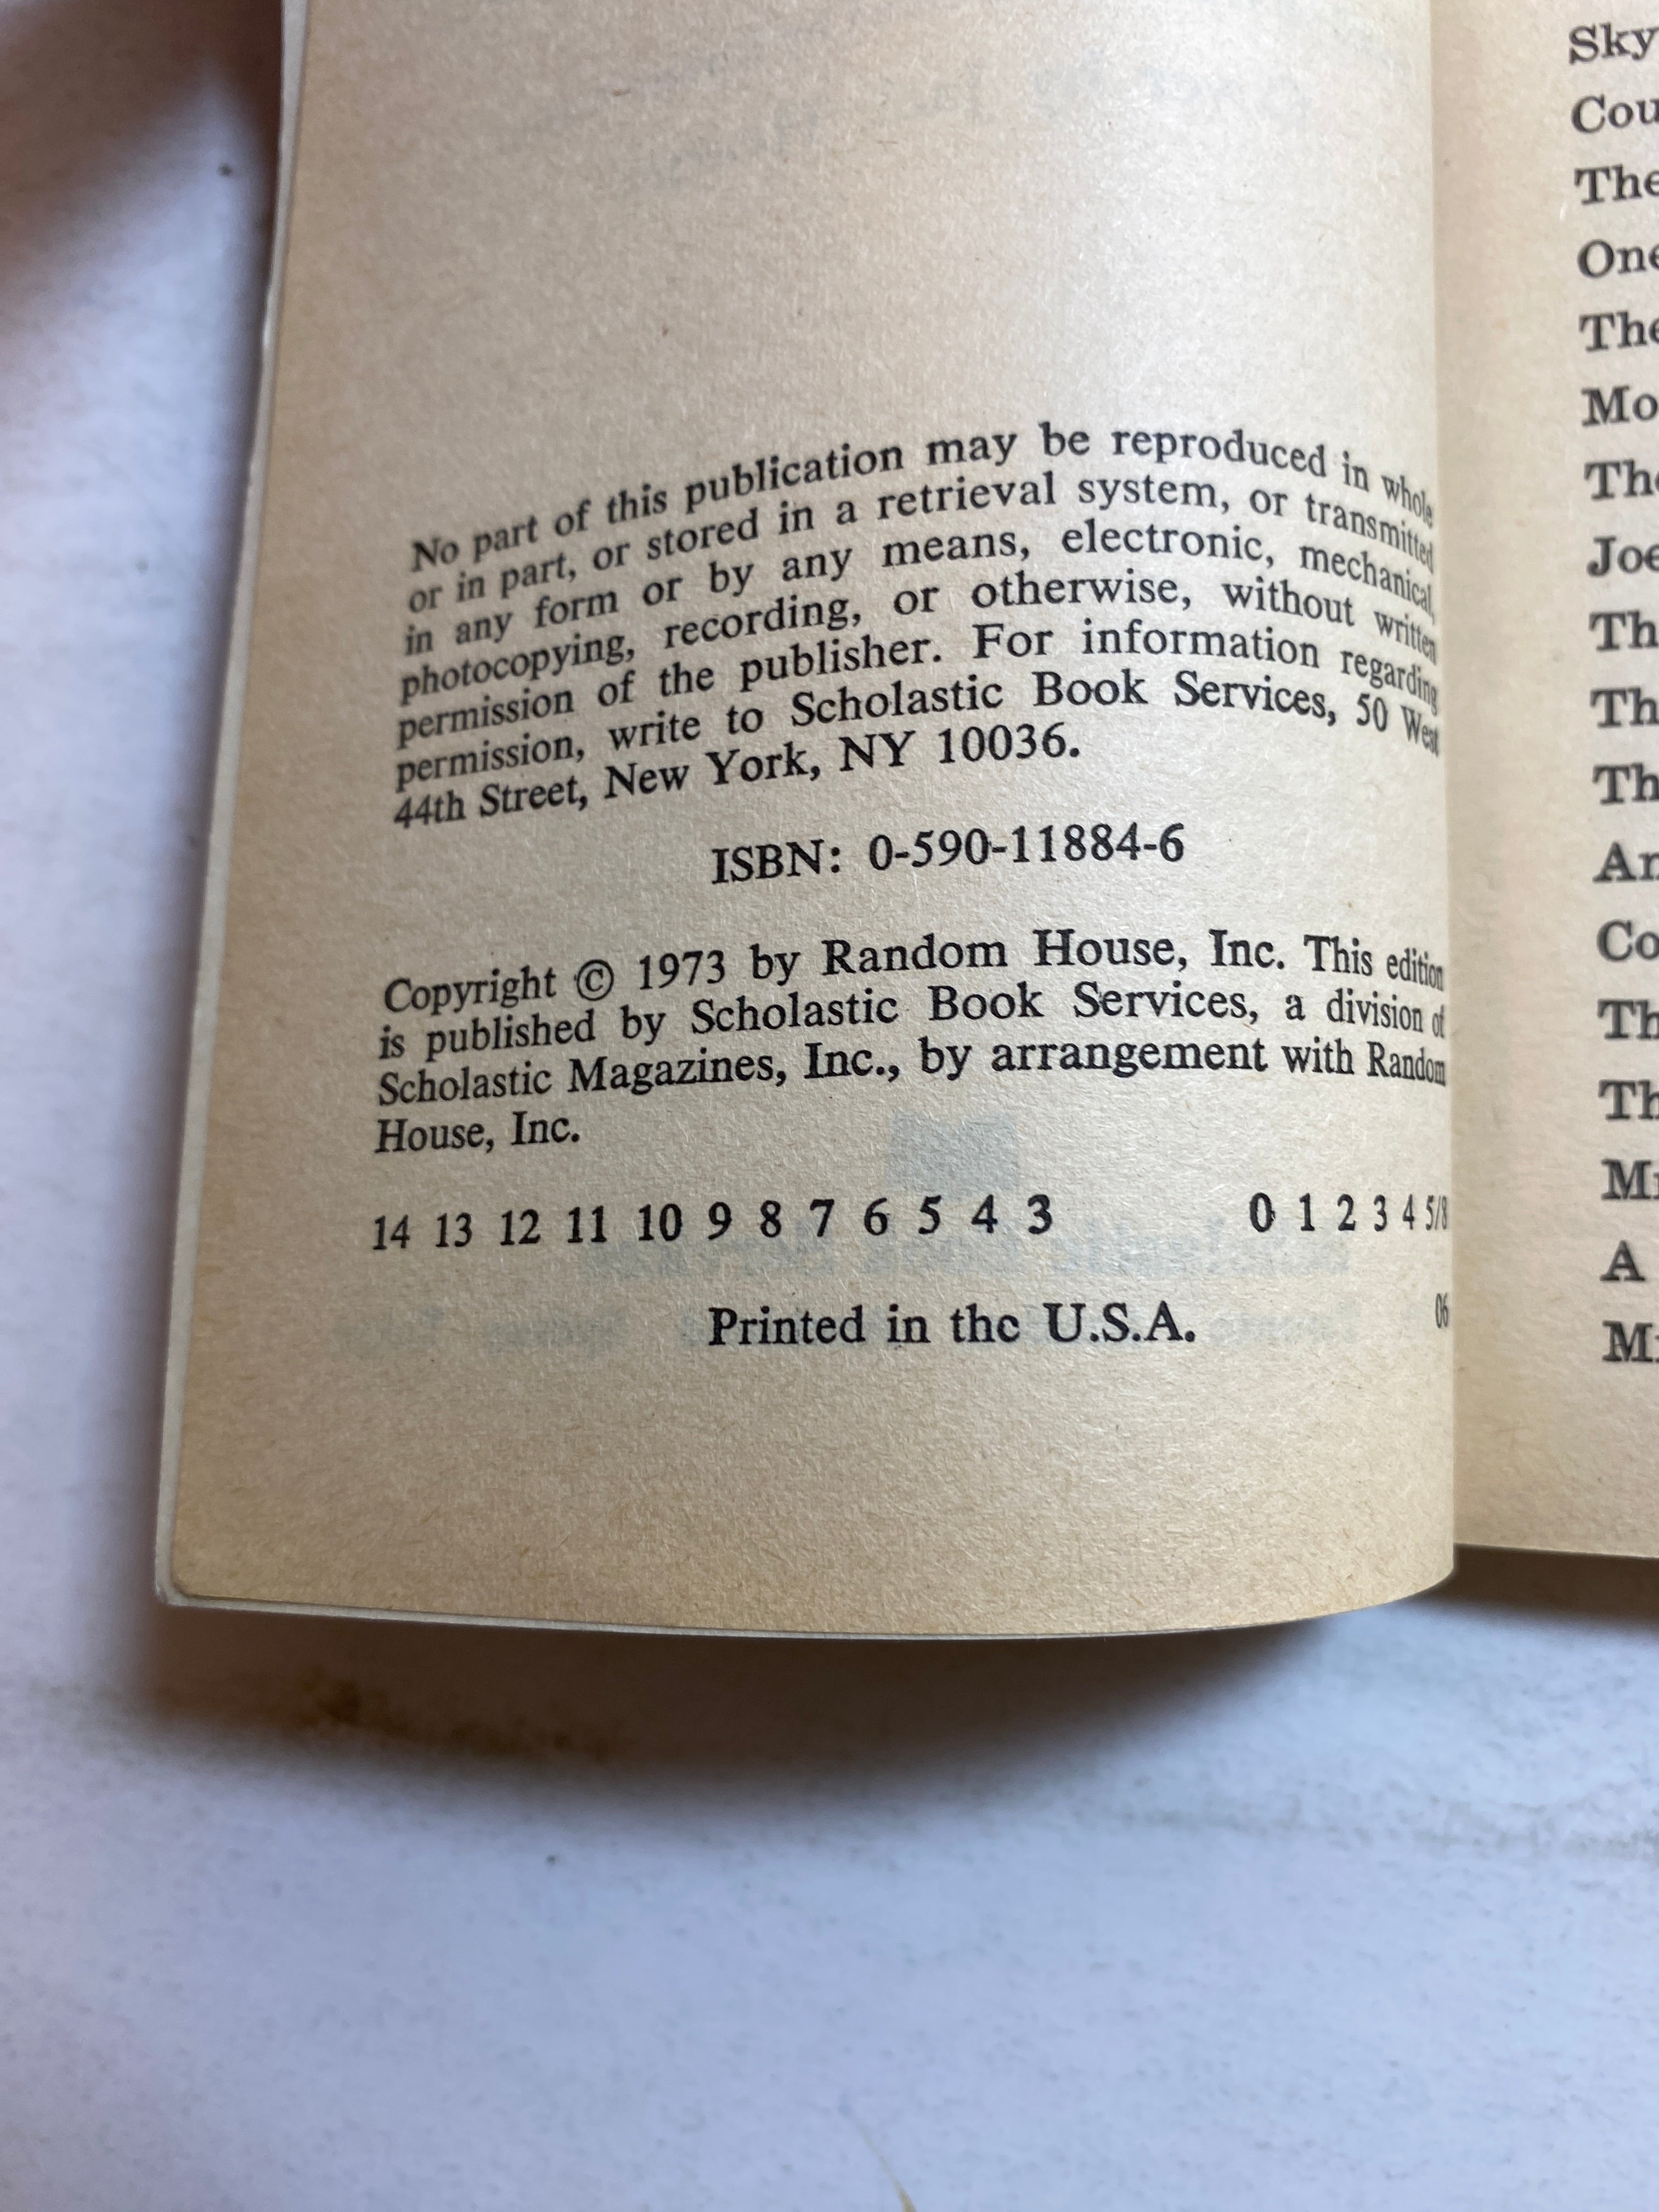 No part of this publication may be reproduced in whole
or in part, or stored in a retrieval system, or transmitted
in any form or by any means, electronic, mechanical,
photocopying, recording, or otherwise, without written
permission of the publisher. For information regarding
permission, write to Scholastic Book Services, 50 West
44th Street, New York, NY 10036.
ISBN: 0-590-11884-6
Copyright © 1973 by Random House, Inc. This edition
is published by Scholastic Book Services, a division of
Scholastic Magazines, Inc., by arrangement with Random
House, Inc.
14 13 12 11 10 9 8 7 6 5 4 3 0 1 2 3 4 5/8
Printed in the U.S.A. 06
Sky
Cou
The
One
The
Mo
The
Joe
Th
Th
Th
An
Co
Th
Th
Mi
A
Mi